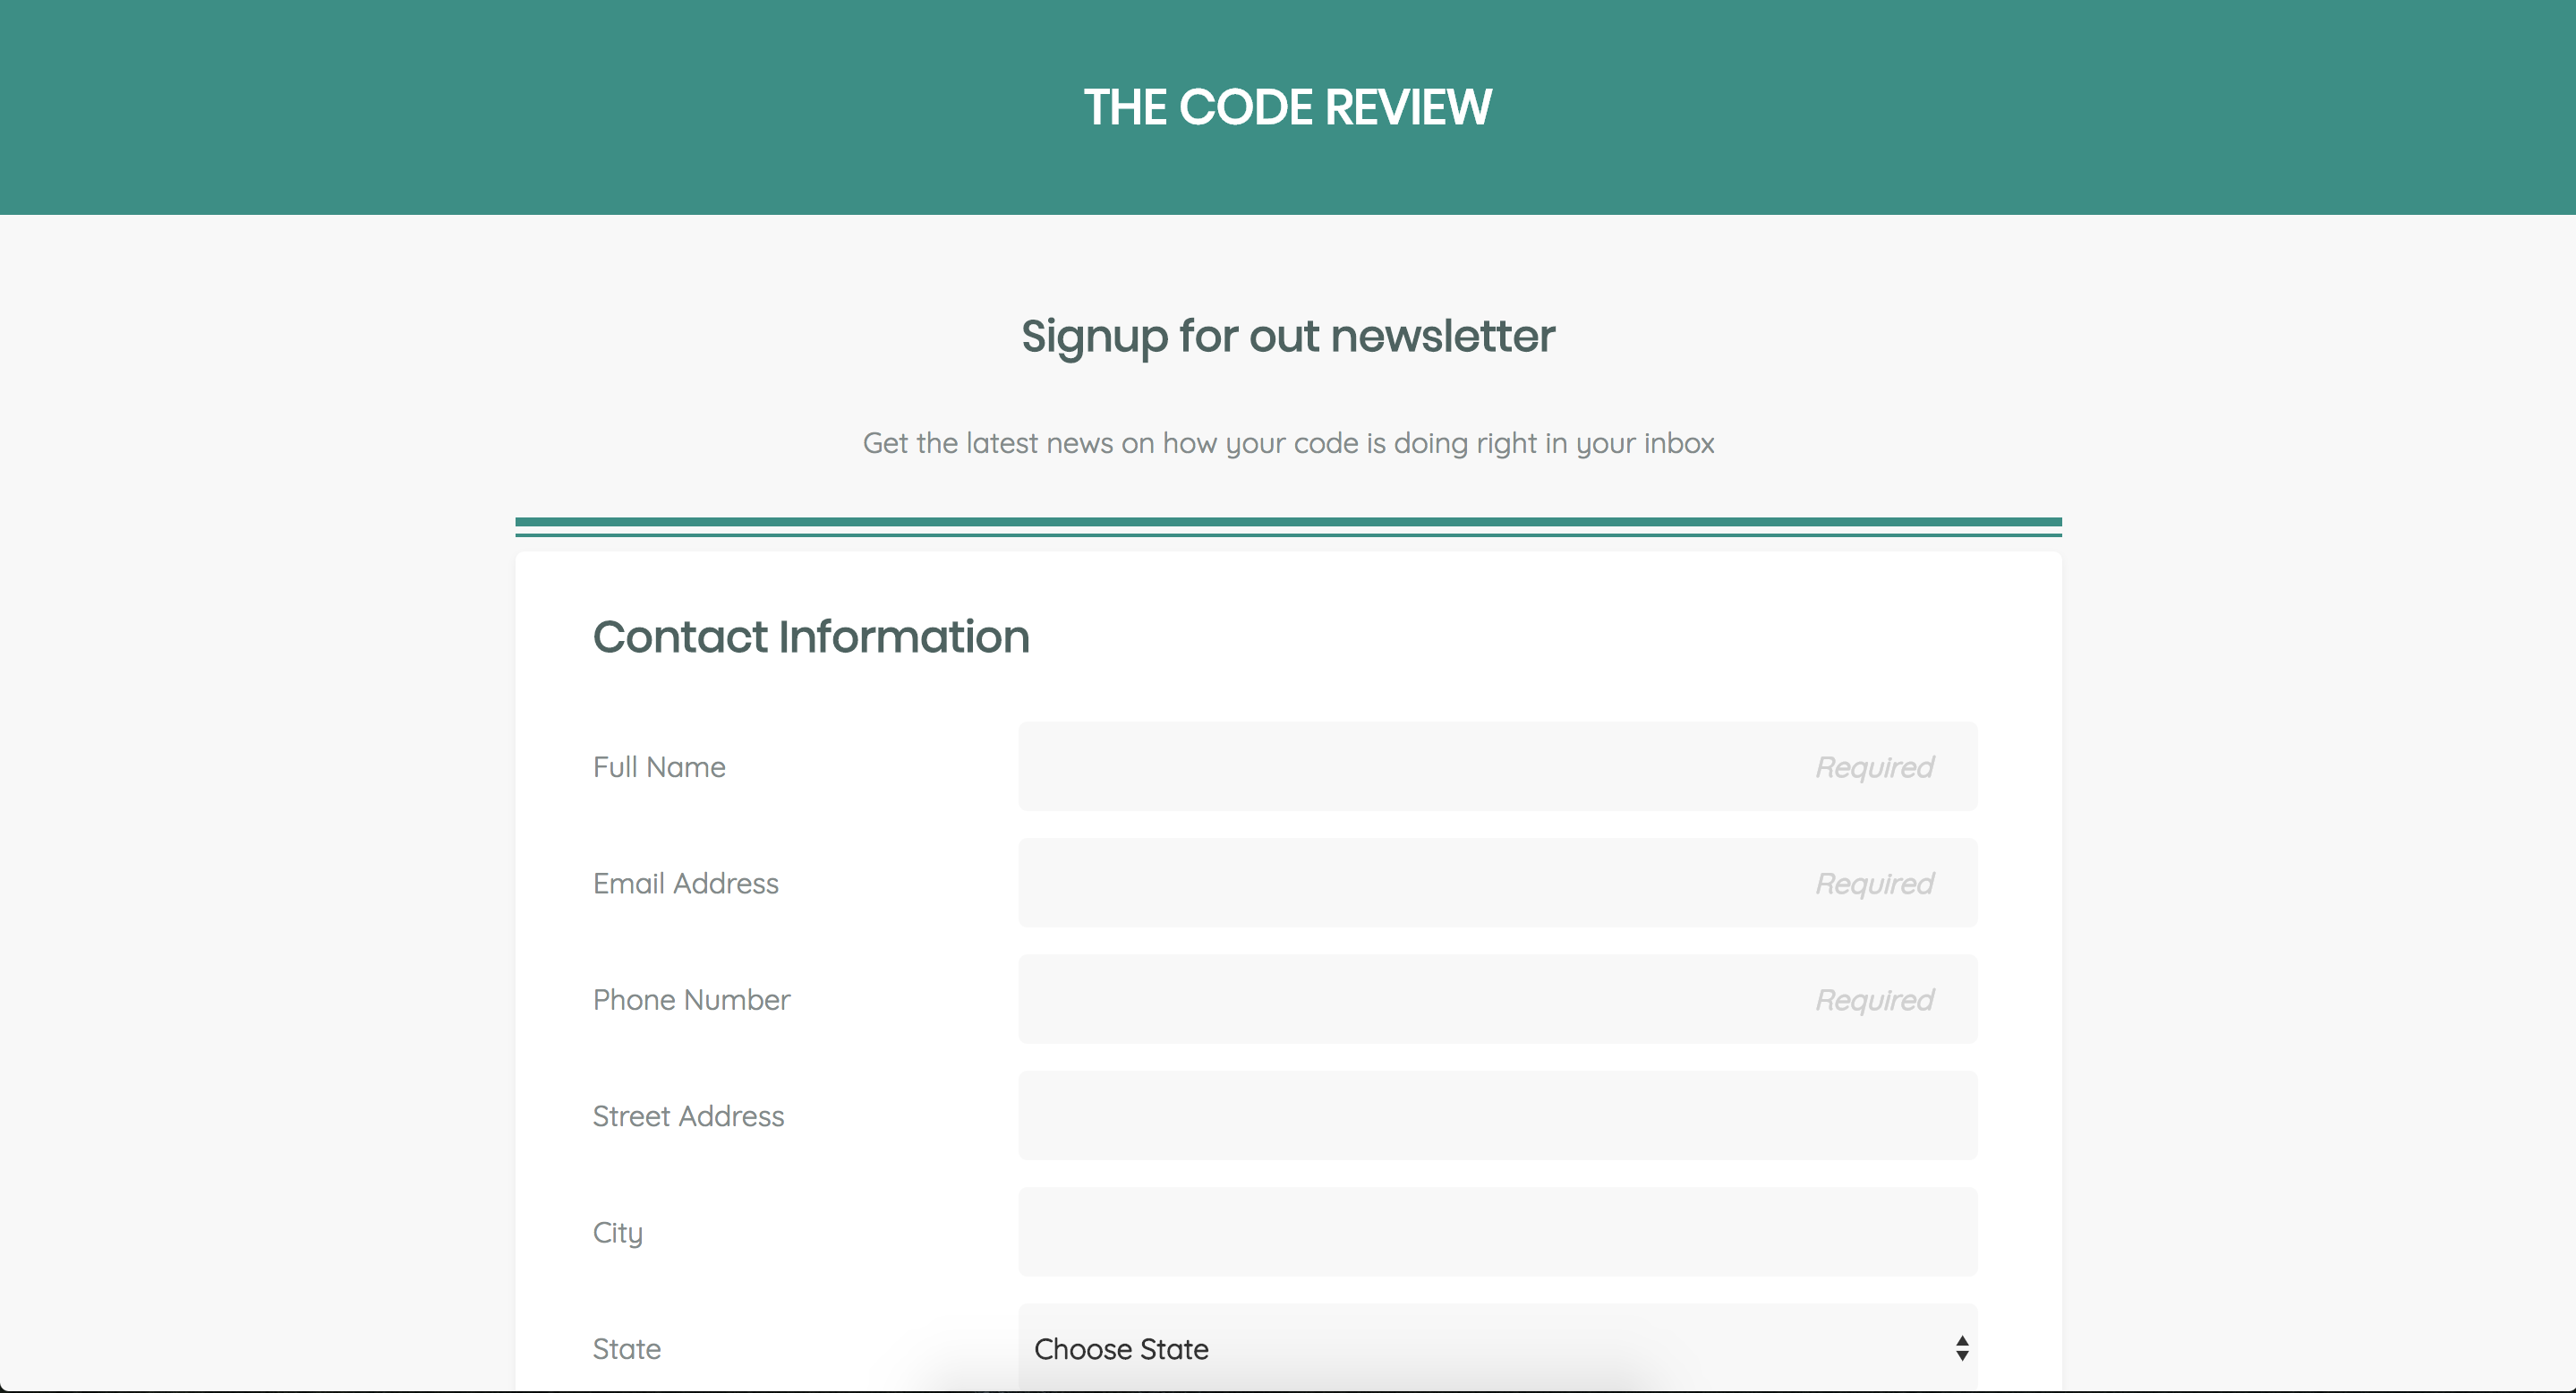 THE CODE REVIEW
Signup for out newsletter
Get the latest news on how your code is doing right in your inbox
Contact Information
Full Name
Required
Email Address
Required
Phone Number
Required
Street Address
City
State
Choose State